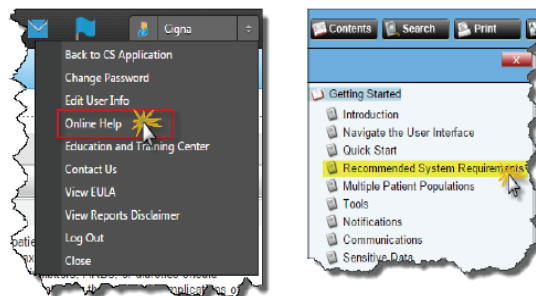 Cigna
Back to CS Application
Change Password
Edit User Info
Online Help
Education and Training Center
Contact Us
View EULA
View Reports Disclaimer
Log Out
Close
Contents Search Print
Getting Started
Introduction
Navigate the User Interface
Quick Start
Recommended System Requirements
Multiple Patient Populations
Tools
Notifications
Communications
Sensitive Data